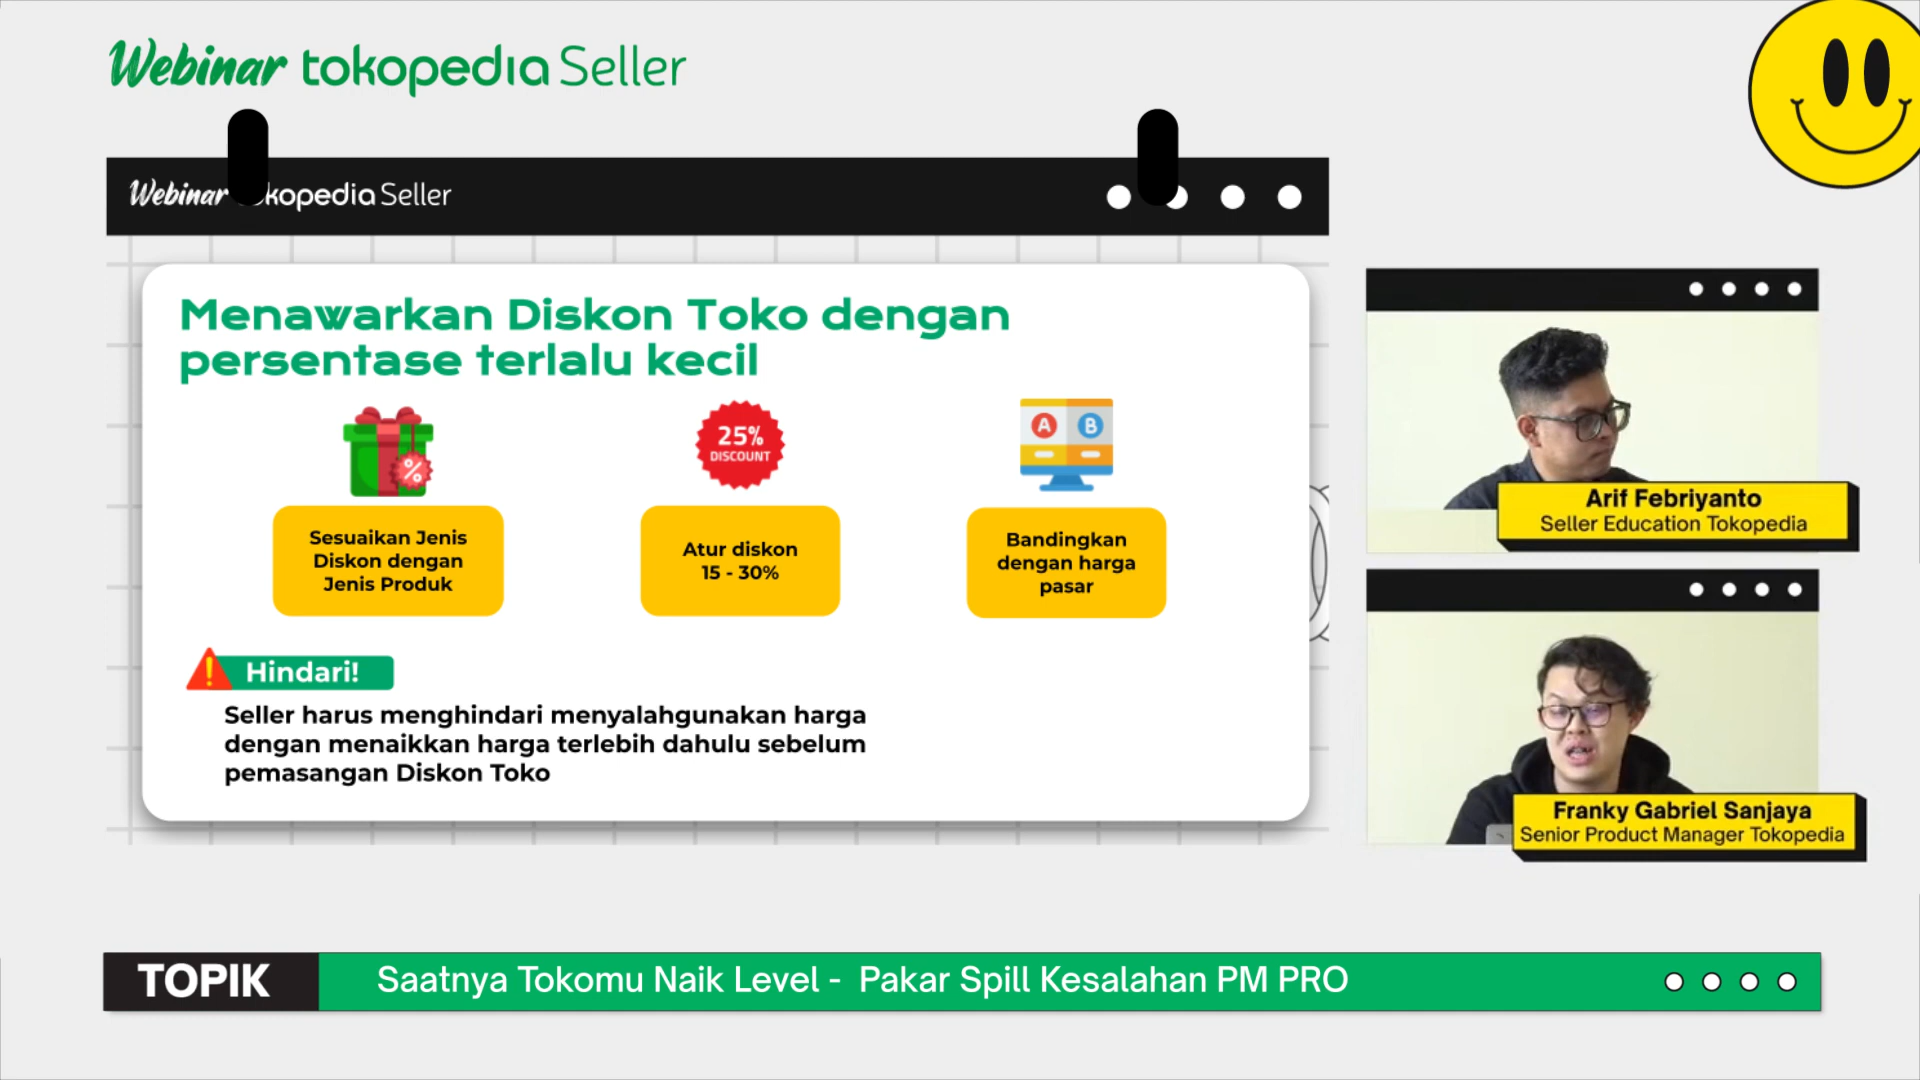 Webinar tokopedia Seller
Webinar kopedia Seller
Menawarkan Diskon Toko dengan
persentase terlalu kecil
25%
DISCOUNT
A B
%
Sesuaikan Jenis
Diskon dengan
Jenis Produk
Atur diskon
15 - 30%
Bandingkan
dengan harga
pasar
! Hindari!
Seller harus menghindari menyalahgunakan harga
dengan menaikkan harga terlebih dahulu sebelum
pemasangan Diskon Toko
Arif Febriyanto
Seller Education Tokopedia
Franky Gabriel Sanjaya
Senior Product Manager Tokopedia
TOPIK Saatnya Tokomu Naik Level - Pakar Spill Kesalahan PM PRO